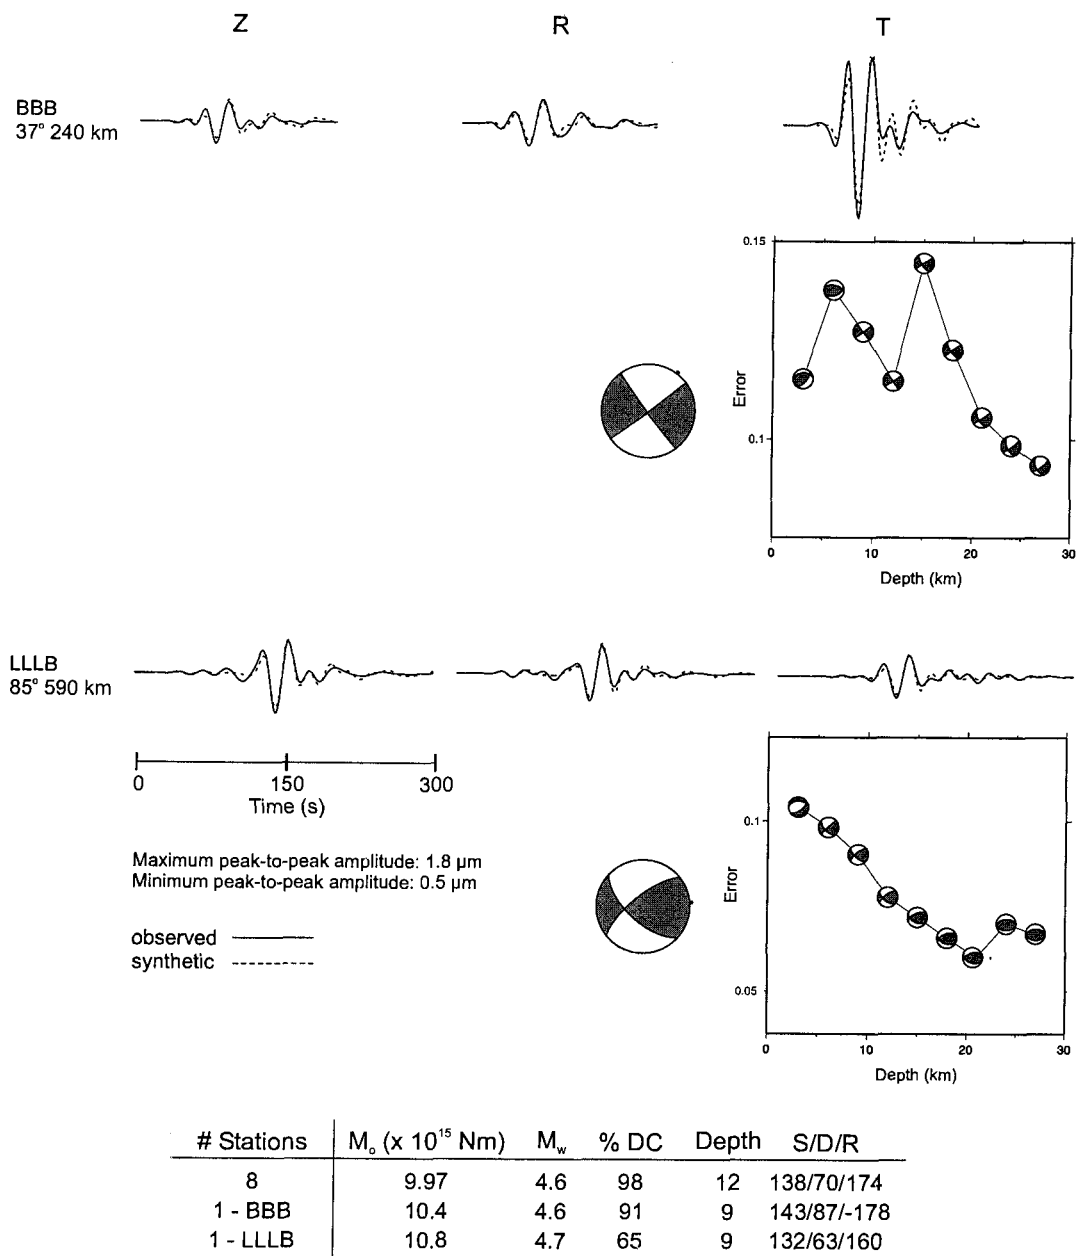 Z R T
BBB
37° 240 km
0.15
0.1
Error
0 10 20 30
Depth (km)
LLLB
85° 590 km
0 150 300
Time (s)
Maximum peak-to-peak amplitude: 1.8 µm
Minimum peak-to-peak amplitude: 0.5 µm
observed
synthetic
0.1
0.05
Error
0 10 20 30
Depth (km)
# Stations Mo (x 10^15 Nm) Mw % DC Depth S/D/R
8 9.97 4.6 98 12 138/70/174
1 - BBB 10.4 4.6 91 9 143/87/-178
1 - LLLB 10.8 4.7 65 9 132/63/160